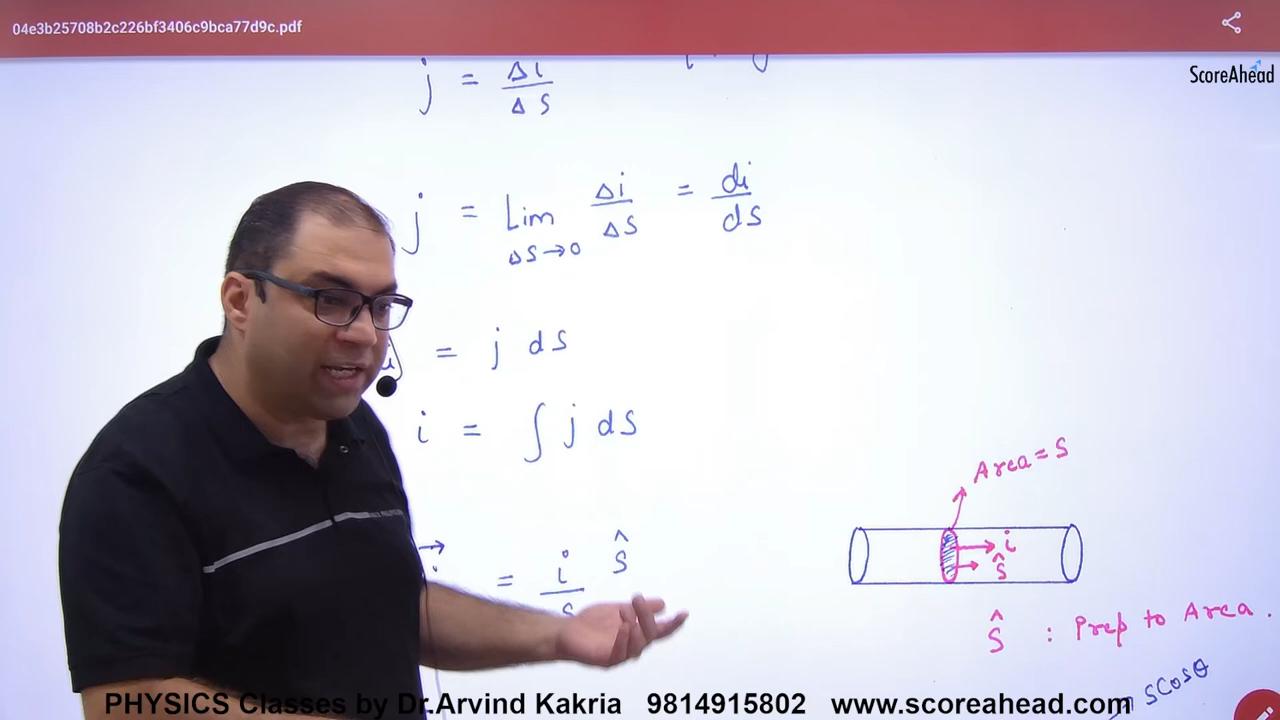 04e3b25708b2c226bf3406c9bca77d9c.pdf
ScoreAhead
j = Δi / ΔS
j = Lim ΔS→0 Δi / ΔS = di / dS
= j dS
i = ∫ j dS
Area = S
i
Ŝ
= i / S Ŝ
Ŝ : Prep to Area.
S Cosθ
PHYSICS Classes by Dr.Arvind Kakria 9814915802 www.scoreahead.com